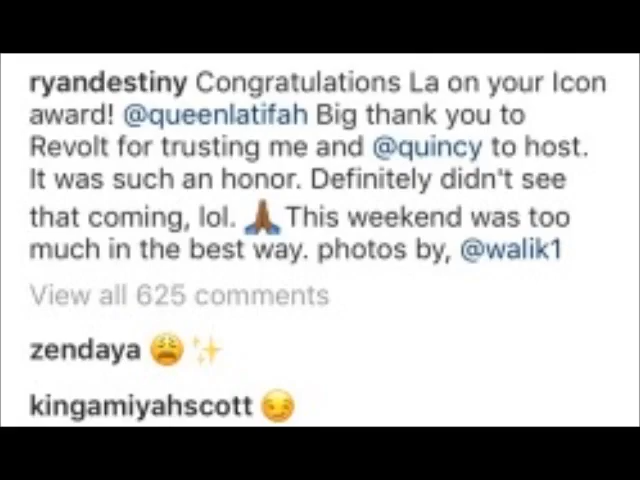 ryandestiny Congratulations La on your Icon
award! @queenlatifah Big thank you to
Revolt for trusting me and @quincy to host.
It was such an honor. Definitely didn't see
that coming, lol. 🙏🏾 This weekend was too
much in the best way. photos by, @walik1
View all 625 comments
zendaya 😩✨
kingamiyahscott 😏